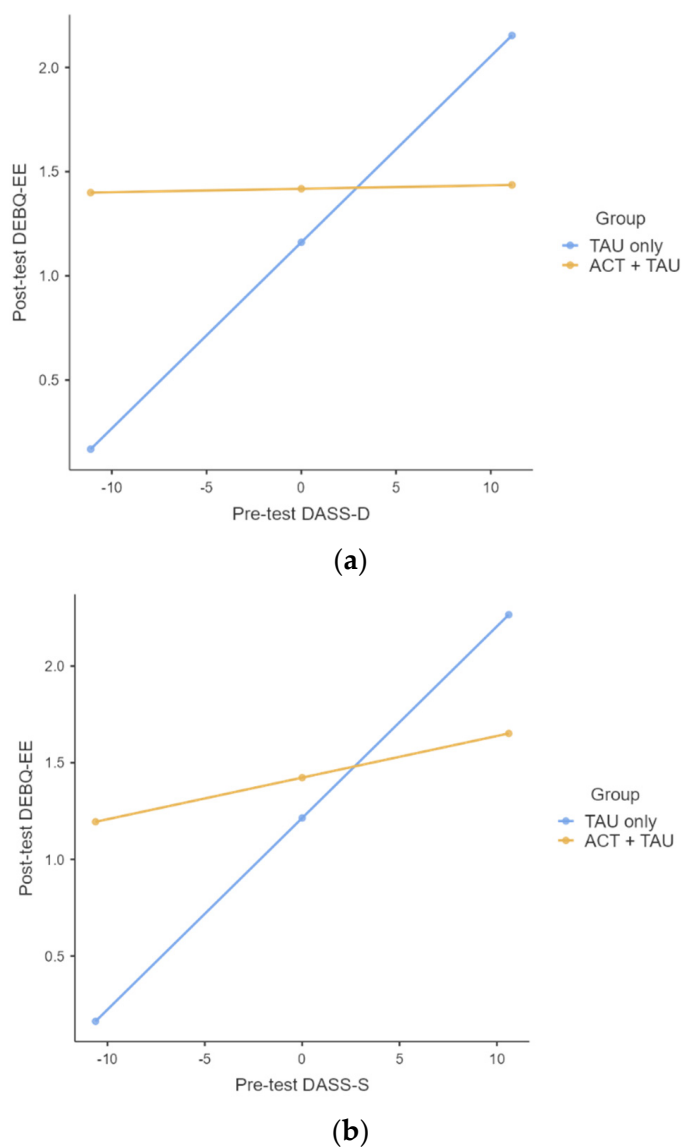 2.0
1.5
1.0
0.5
Post-test DEBQ-EE
-10 -5 0 5 10
Pre-test DASS-D
Group
TAU only
ACT + TAU
(a)
2.0
1.5
1.0
0.5
Post-test DEBQ-EE
-10 -5 0 5 10
Pre-test DASS-S
Group
TAU only
ACT + TAU
(b)